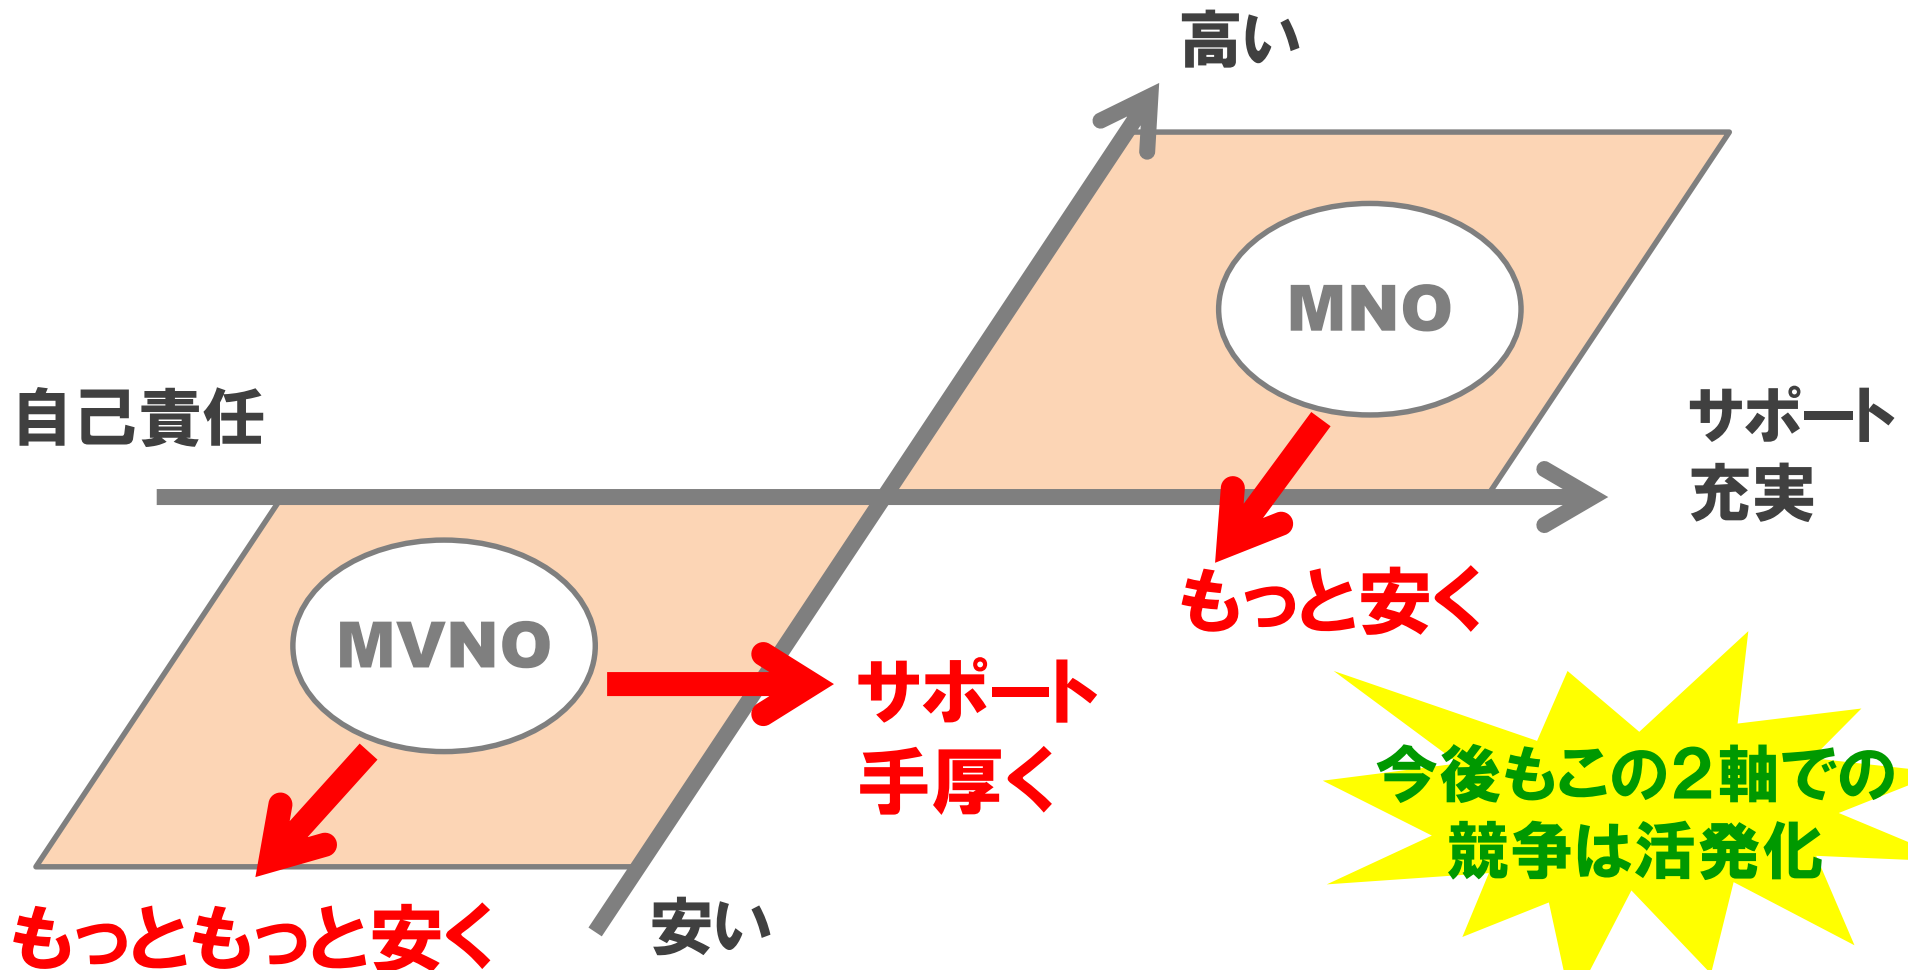 高い
MNO
自己責任
サポート
充実
もっと安く
MVNO
サポート
手厚く
今後もこの２軸での
競争は活発化
もっともっと安く
安い